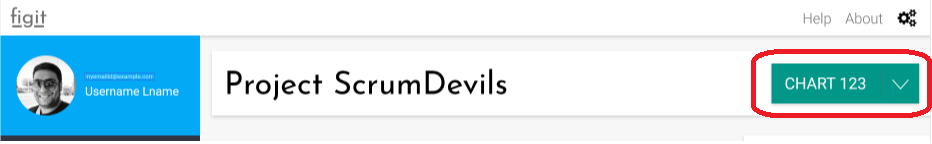 figit
Help About
myemailid@example.com
Username Lname
Project ScrumDevils
CHART 123